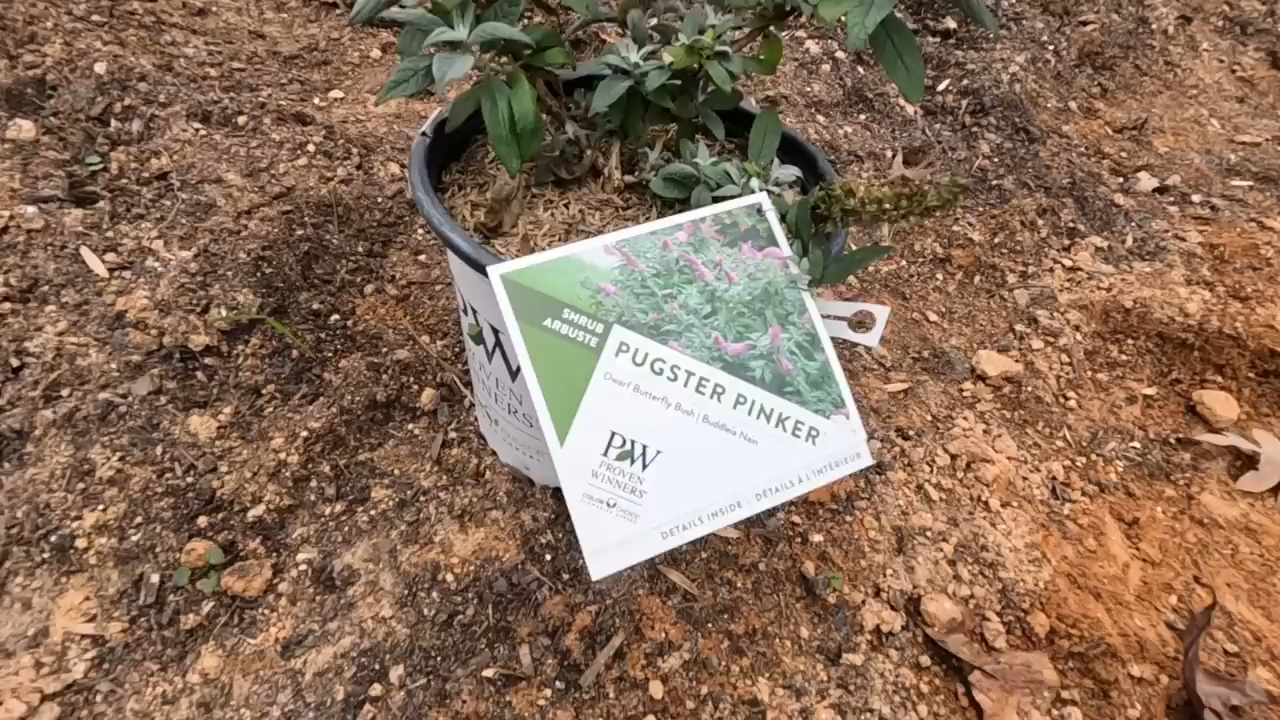 SHRUB
ARBUSTE
PUGSTER PINKER
Dwarf Butterfly Bush | Buddleia Nain
PW
PROVEN
WINNERS
COLOR CHOICE
DETAILS INSIDE | DÉTAILS À L'INTÉRIEUR
PW
PROVEN
WINNERS